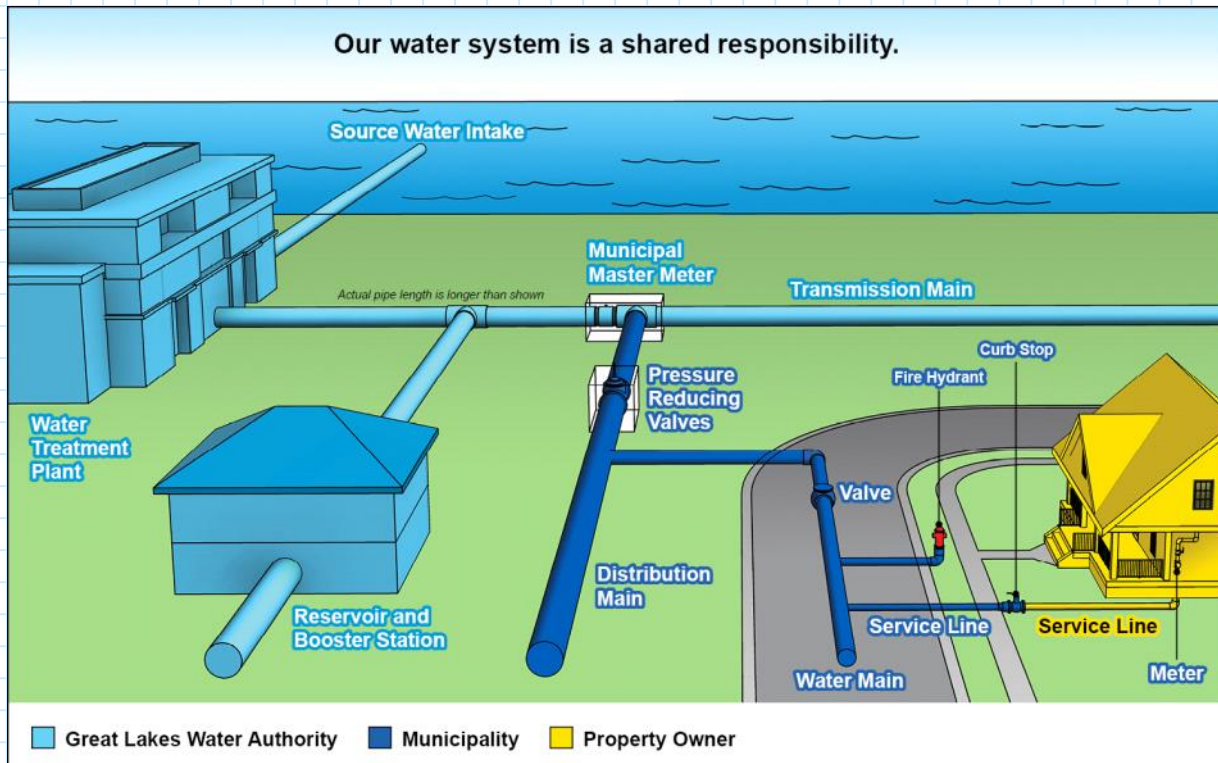 Our water system is a shared responsibility.
Source Water Intake
Municipal
Master Meter
Actual pipe length is longer than shown
Transmission Main
Curb Stop
Fire Hydrant
Pressure
Reducing
Valves
Water
Treatment
Plant
Valve
Distribution
Main
Reservoir and
Booster Station
Service Line
Service Line
Water Main
Meter
Great Lakes Water Authority
Municipality
Property Owner